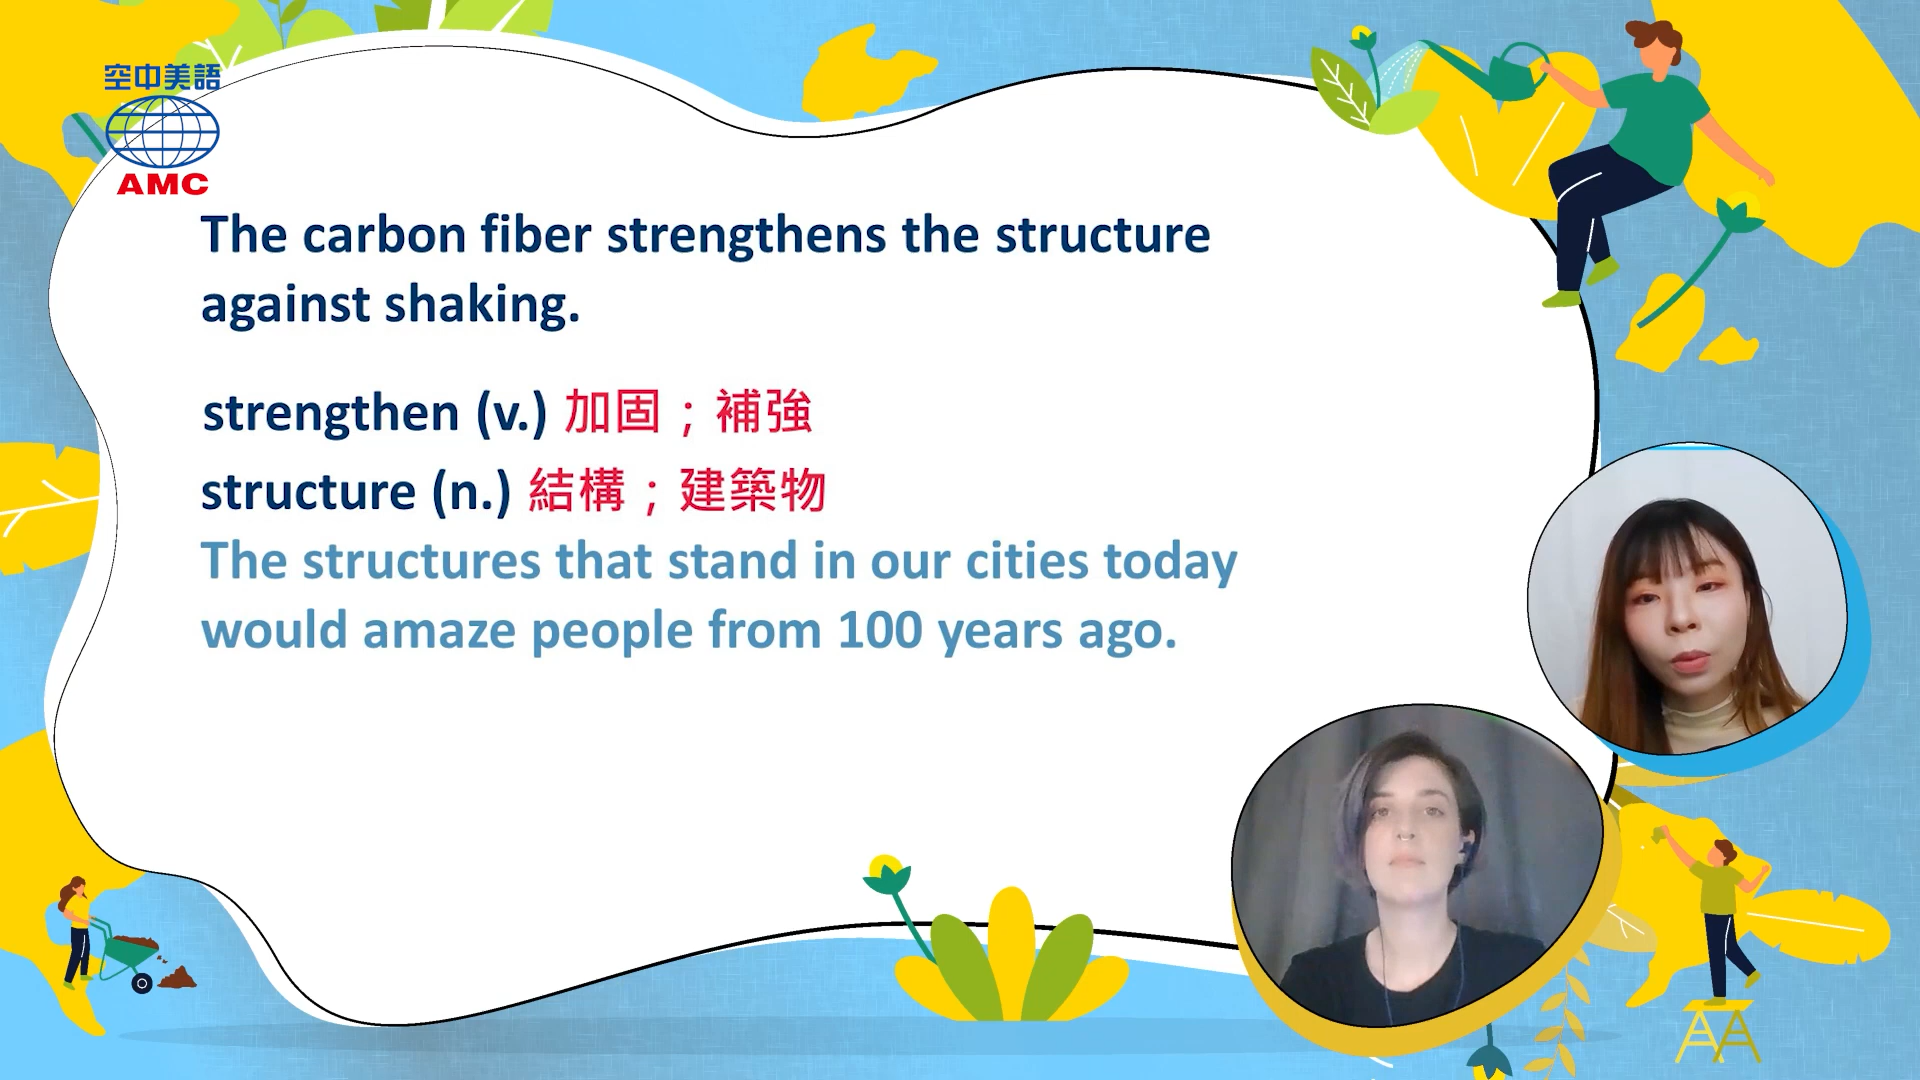 空中美語
AMC
The carbon fiber strengthens the structure
against shaking.
strengthen (v.) 加固；補強
structure (n.) 結構；建築物
The structures that stand in our cities today
would amaze people from 100 years ago.